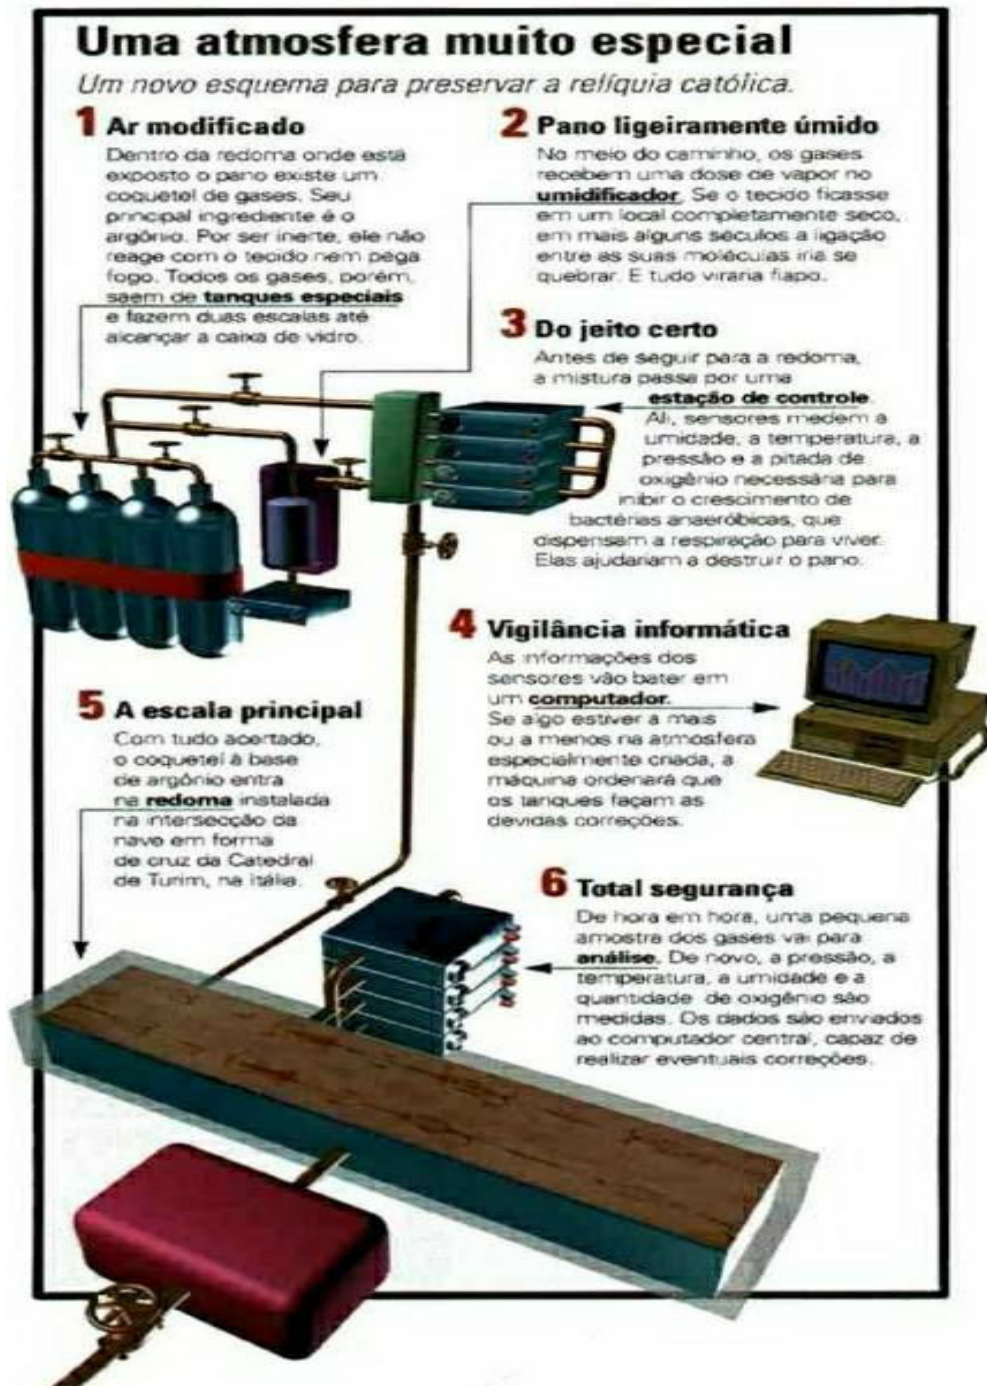 Uma atmosfera muito especial
Um novo esquema para preservar a relíquia católica.
1 Ar modificado
Dentro da redoma onde está
exposto o pano existe um
coquetel de gases. Seu
principal ingrediente é o
argônio. Por ser inerte, ele não
reage com o tecido nem pega
fogo. Todos os gases, porém,
saem de tanques especiais
e fazem duas escalas até
alcançar a caixa de vidro.
2 Pano ligeiramente úmido
No meio do caminho, os gases
recebem uma dose de vapor no
umidificador. Se o tecido ficasse
em um local completamente seco,
em mais alguns séculos a ligação
entre as suas moléculas iria se
quebrar. E tudo viraria fiapo.
3 Do jeito certo
Antes de seguir para a redoma,
a mistura passa por uma
estação de controle.
Ali, sensores medem a
umidade, a temperatura, a
pressão e a pitada de
oxigênio necessária para
inibir o crescimento de
bactérias anaeróbicas, que
dispensam a respiração para viver.
Elas ajudariam a destruir o pano.
4 Vigilância informática
As informações dos
sensores vão bater em
um computador.
Se algo estiver a mais
ou a menos na atmosfera
especialmente criada, a
máquina ordenará que
os tanques façam as
devidas correções.
5 A escala principal
Com tudo acertado,
o coquetel à base
de argônio entra
na redoma instalada
na intersecção da
nave em forma
de cruz da Catedral
de Turim, na Itália.
6 Total segurança
De hora em hora, uma pequena
amostra dos gases vai para
análise. De novo, a pressão, a
temperatura, a umidade e a
quantidade de oxigênio são
medidas. Os dados são enviados
ao computador central, capaz de
realizar eventuais correções.